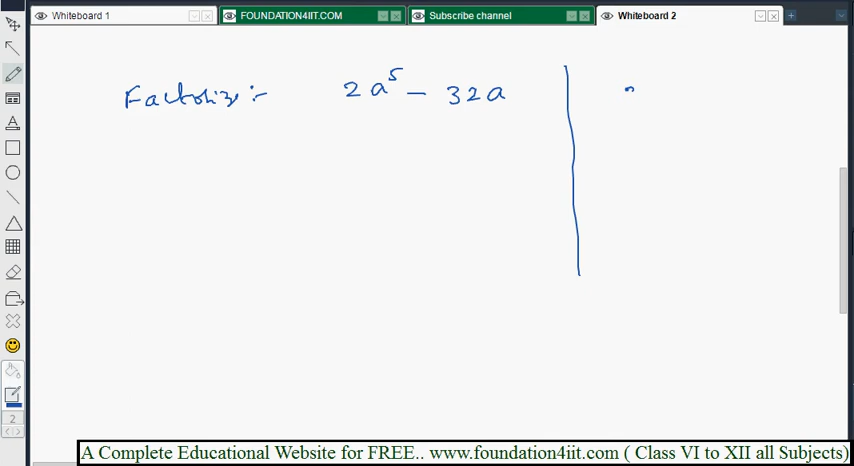 Whiteboard 1 FOUNDATION4IIT.COM Subscribe channel Whiteboard 2
Factorize :- 2a⁵ - 32a
2
A Complete Educational Website for FREE.. www.foundation4iit.com ( Class VI to XII all Subjects)